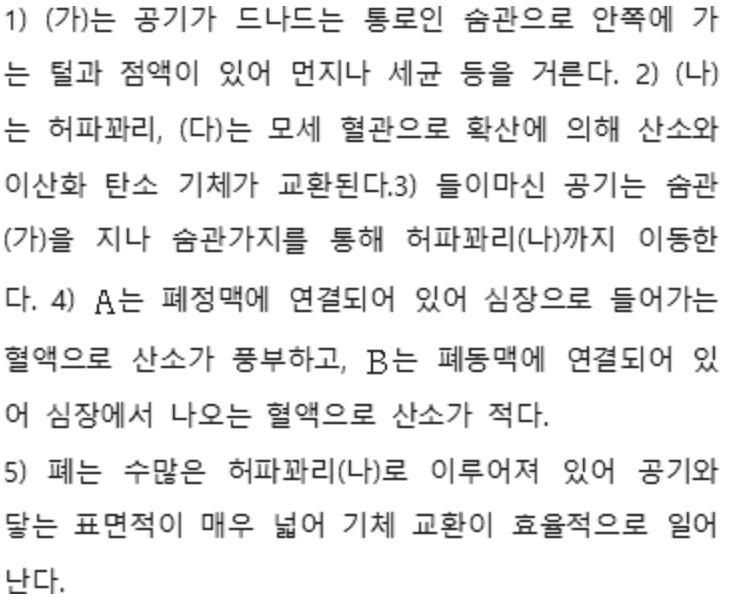 1) (가)는 공기가 드나드는 통로인 숨관으로 안쪽에 가
는 털과 점액이 있어 먼지나 세균 등을 거른다. 2) (나)
는 허파꽈리, (다)는 모세 혈관으로 확산에 의해 산소와
이산화 탄소 기체가 교환된다.3) 들이마신 공기는 숨관
(가)을 지나 숨관가지를 통해 허파꽈리(나)까지 이동한
다. 4) A는 폐정맥에 연결되어 있어 심장으로 들어가는
혈액으로 산소가 풍부하고, B는 폐동맥에 연결되어 있
어 심장에서 나오는 혈액으로 산소가 적다.
5) 폐는 수많은 허파꽈리(나)로 이루어져 있어 공기와
닿는 표면적이 매우 넓어 기체 교환이 효율적으로 일어
난다.